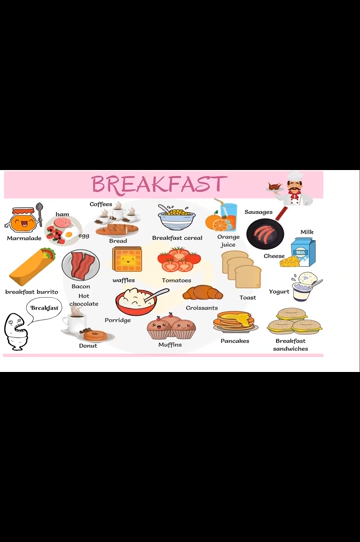 BREAKFAST
Marmalade
ham
egg
Coffees
Bread
Breakfast cereal
Orange
juice
Sausages
Milk
Cheese
breakfast burrito
Bacon
waffles
Tomatoes
Toast
Yogurt
Hot
chocolate
Porridge
Croissants
"Breakfast"
Donut
Muffins
Pancakes
Breakfast
sandwiches